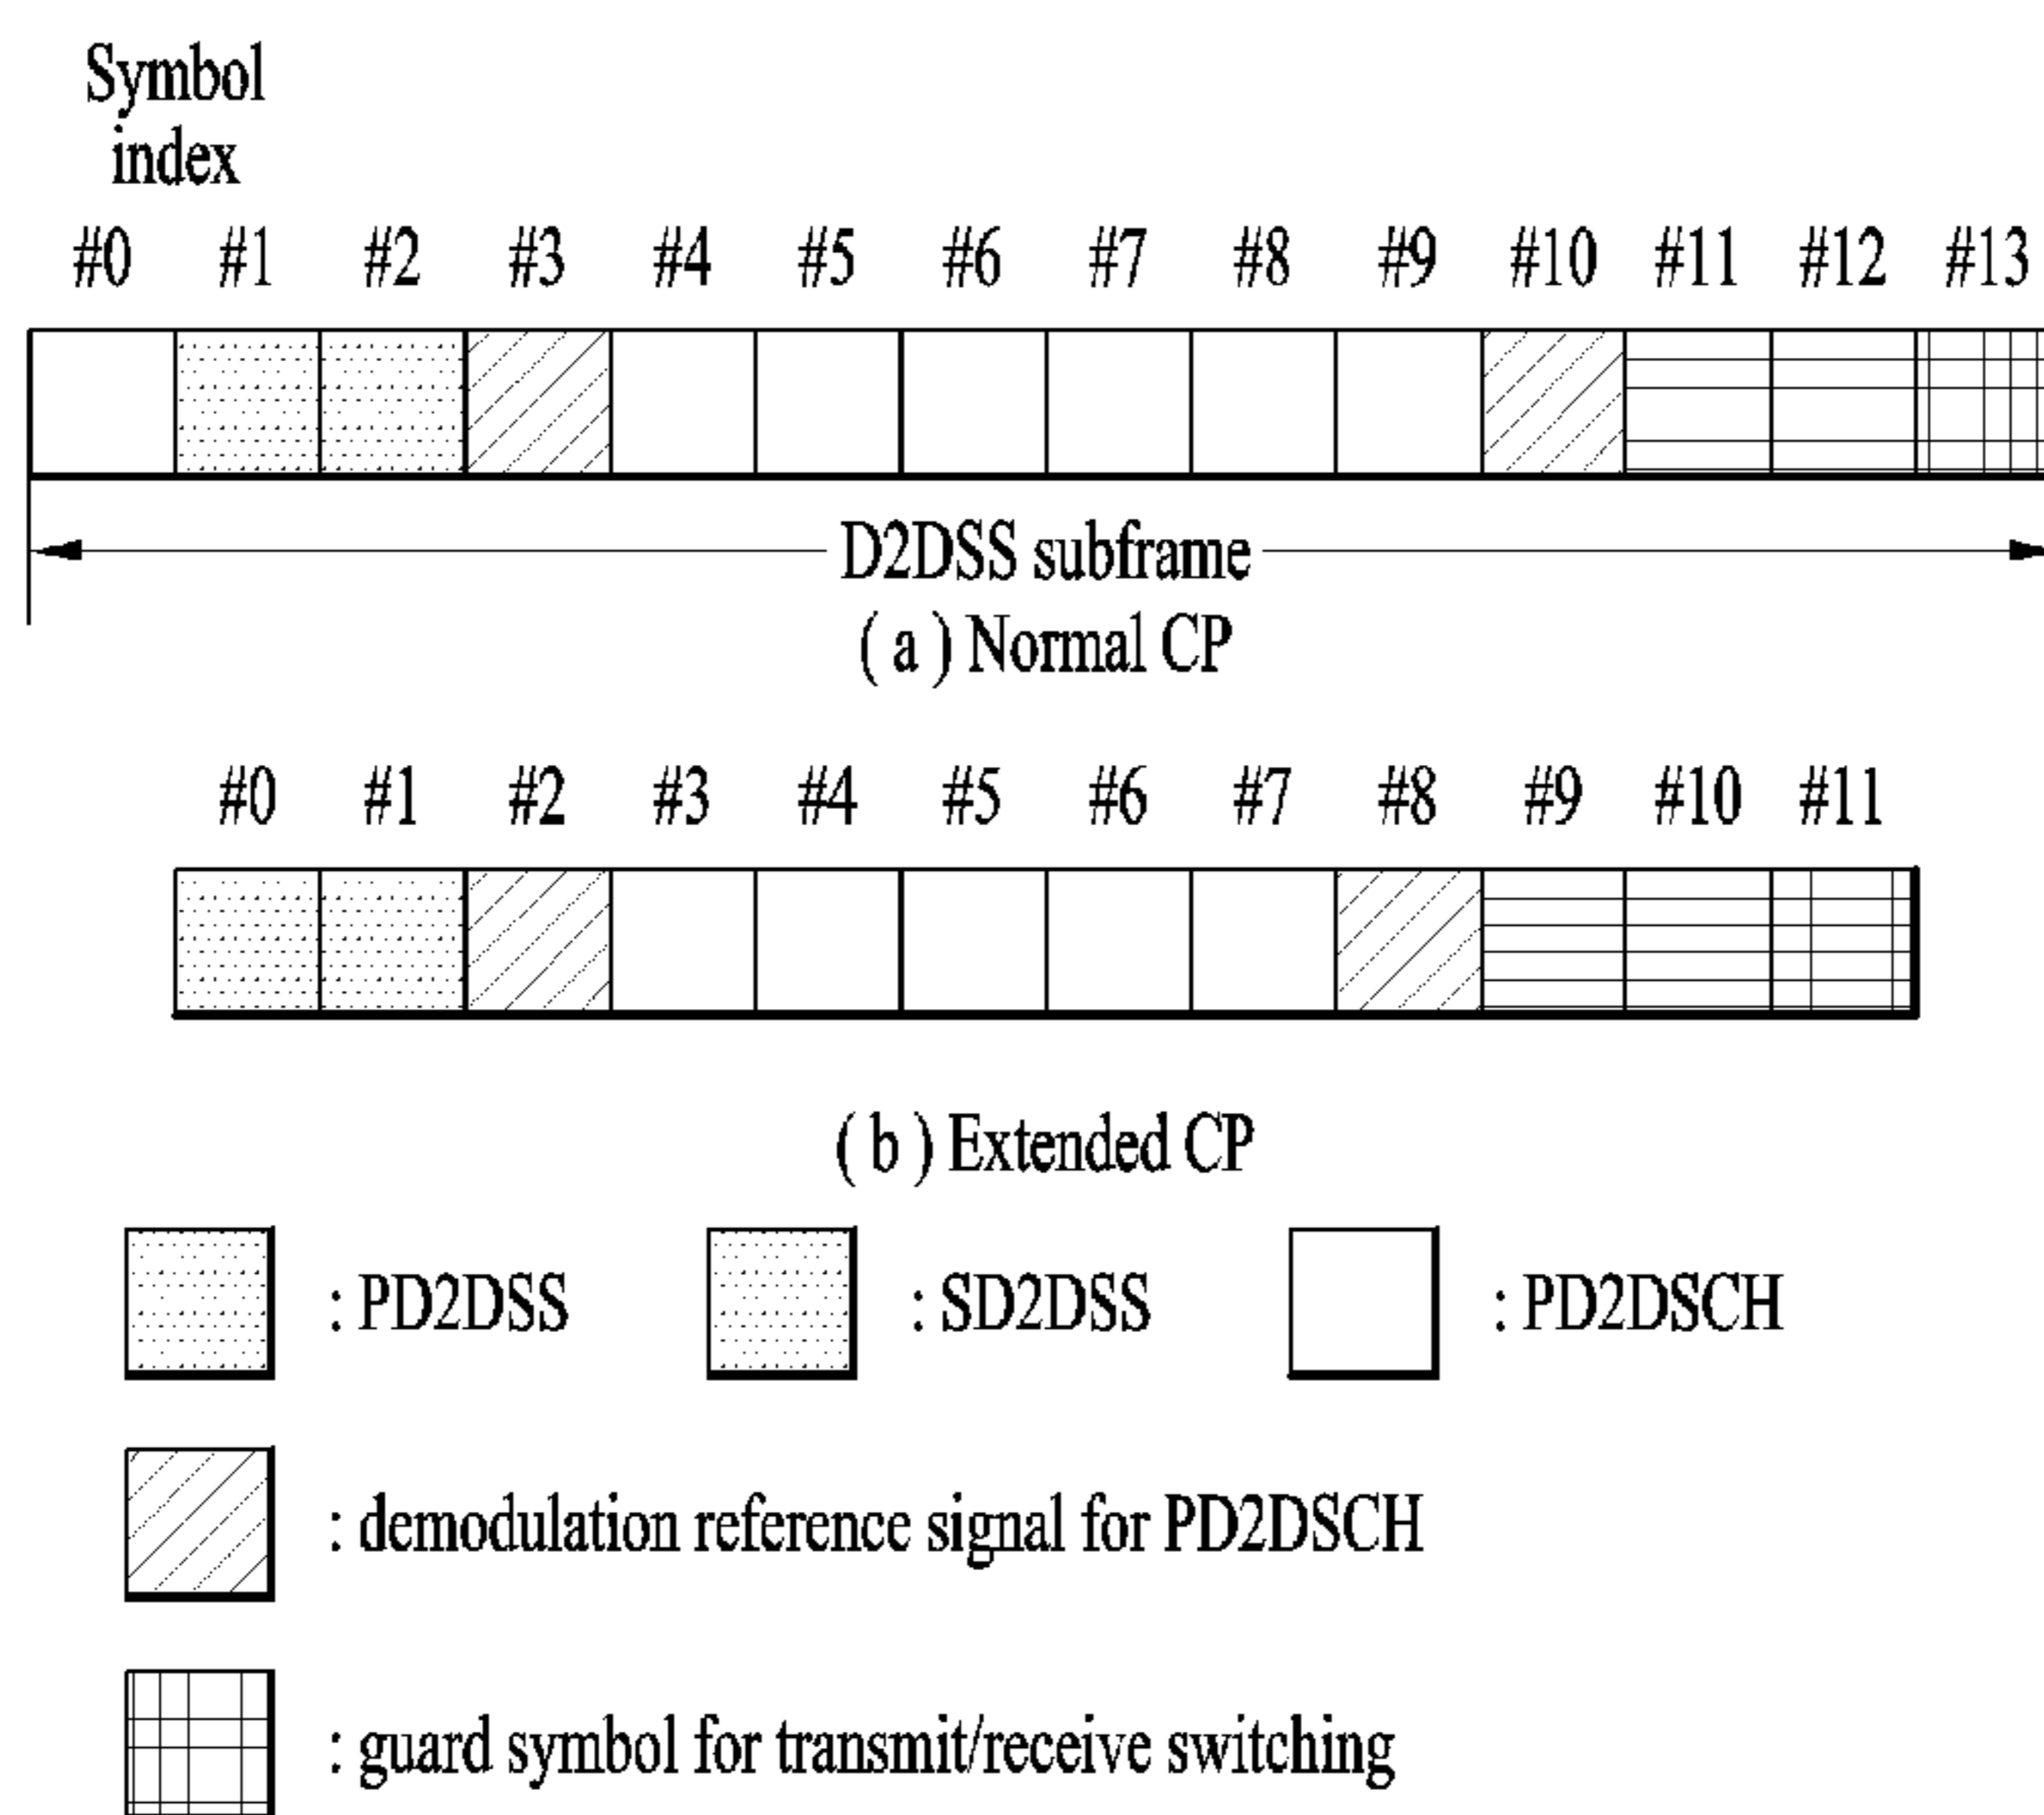 Symbol
index
#0 #1 #2 #3 #4 #5 #6 #7 #8 #9 #10 #11 #12 #13
D2DSS subframe
( a ) Normal CP
#0 #1 #2 #3 #4 #5 #6 #7 #8 #9 #10 #11
( b ) Extended CP
: PD2DSS : SD2DSS : PD2DSCH
: demodulation reference signal for PD2DSCH
: guard symbol for transmit/receive switching